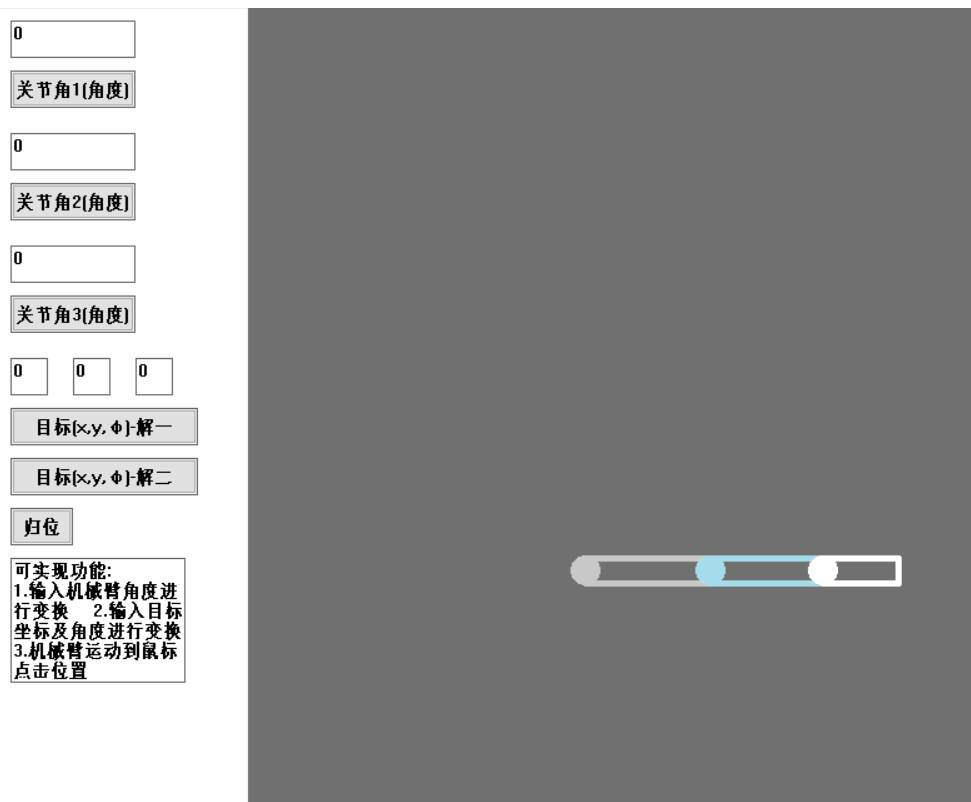 0
关节角1(角度)
0
关节角2(角度)
0
关节角3(角度)
0 0 0
目标(x,y,φ)-解一
目标(x,y,φ)-解二
归位
可实现功能:
1.输入机械臂角度进
行变换 2.输入目标
坐标及角度进行变换
3.机械臂运动到鼠标
点击位置